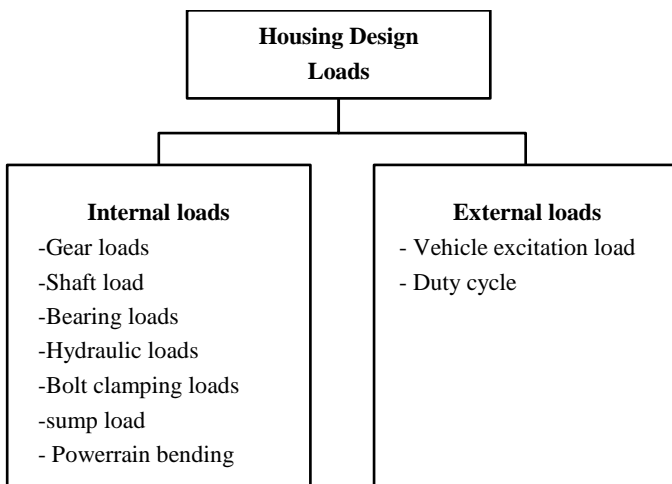 Housing Design
Loads
Internal loads
-Gear loads
-Shaft load
-Bearing loads
-Hydraulic loads
-Bolt clamping loads
-sump load
- Powerrain bending
External loads
- Vehicle excitation load
- Duty cycle